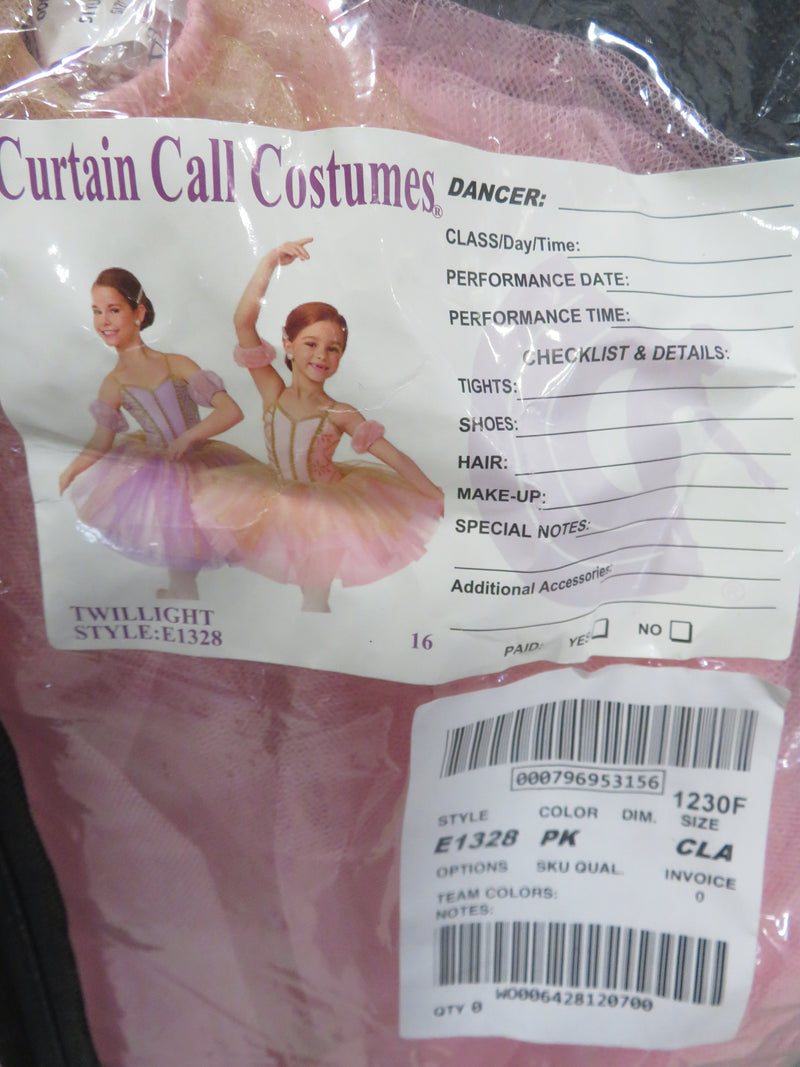 Curtain Call Costumes®
DANCER:
CLASS/Day/Time:
PERFORMANCE DATE:
PERFORMANCE TIME:
CHECKLIST & DETAILS:
TIGHTS:
SHOES:
HAIR:
MAKE-UP:
SPECIAL NOTES:
Additional Accessories:
PAID: YES NO
TWILLIGHT
STYLE:E1328
16
000796953156
1230F
STYLE COLOR DIM. SIZE
E1328 PK CLA
OPTIONS SKU QUAL. INVOICE
0
TEAM COLORS:
NOTES:
WO006428120700
QTY 0